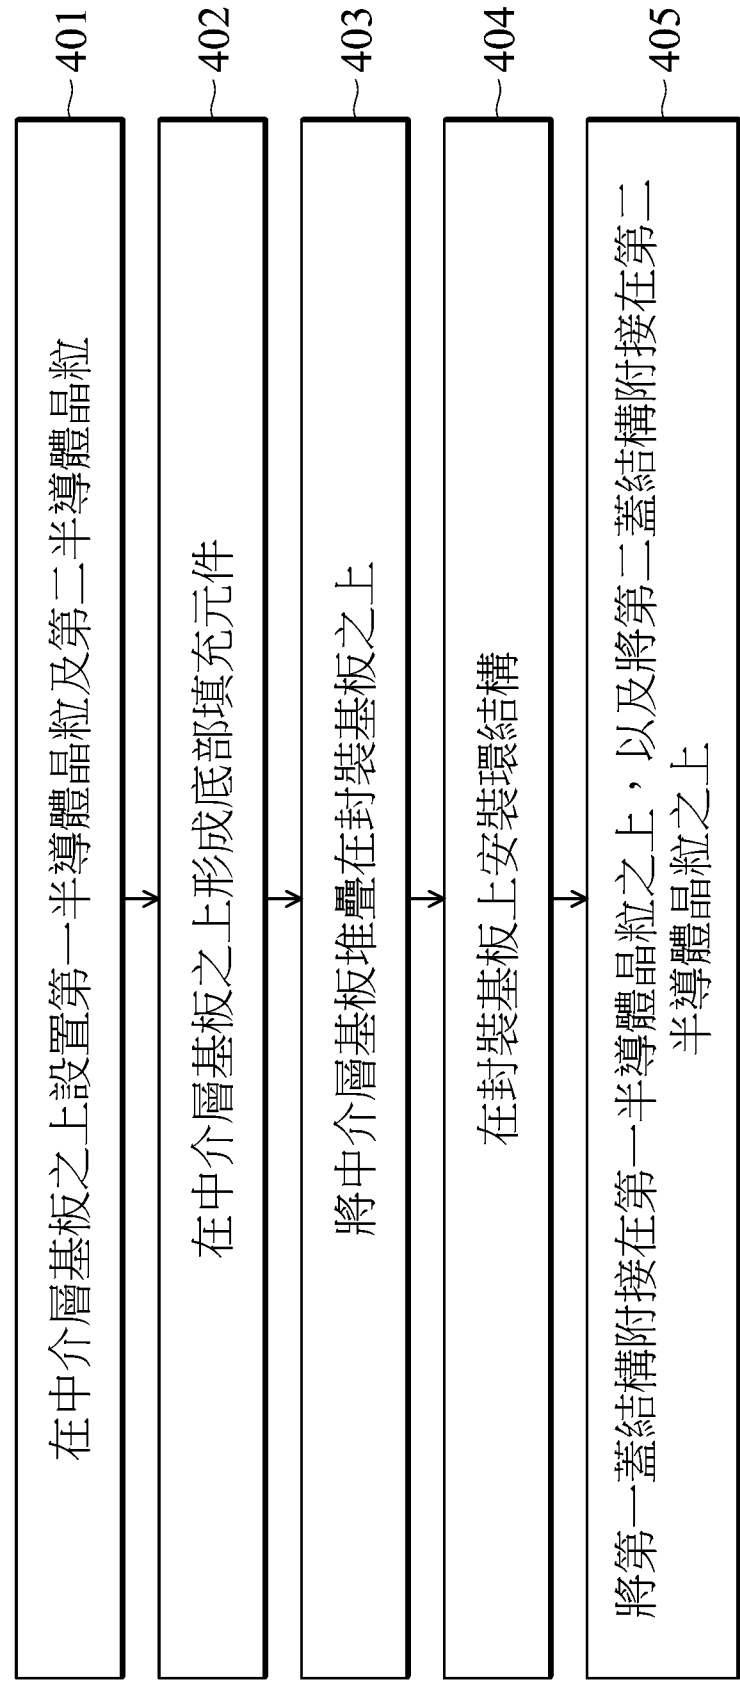 在中介層基板之上設置第一半導體晶粒及第二半導體晶粒
401
在中介層基板之上形成底部填充元件
402
將中介層基板堆疊在封裝基板之上
403
在封裝基板上安裝環結構
404
將第一蓋結構附接在第一半導體晶粒之上，以及將第二蓋結構附接在第二
半導體晶粒之上
405